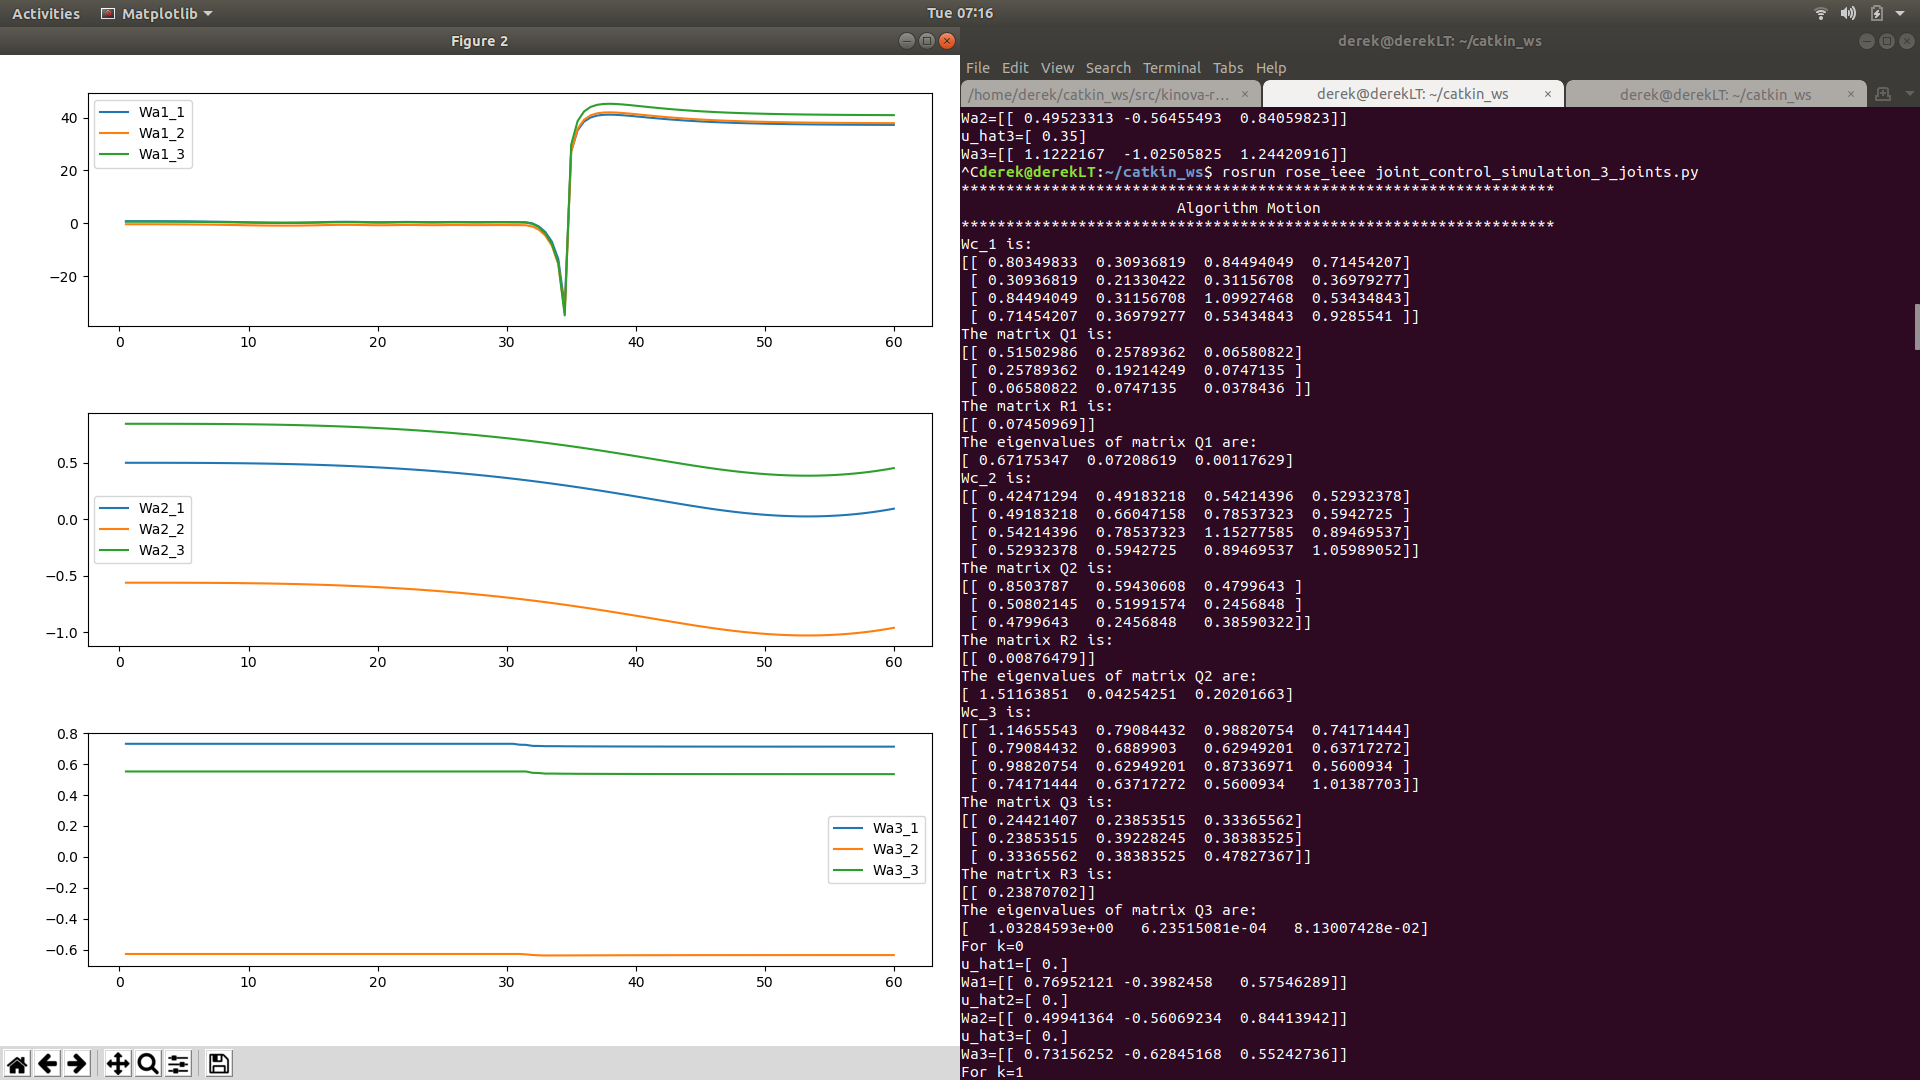 Activities Matplotlib Tue 07:16
Figure 2
Wa1_1
Wa1_2
Wa1_3
40
20
0
−20
0 10 20 30 40 50 60
Wa2_1
Wa2_2
Wa2_3
0.5
0.0
−0.5
−1.0
0 10 20 30 40 50 60
Wa3_1
Wa3_2
Wa3_3
0.8
0.6
0.4
0.2
0.0
−0.2
−0.4
−0.6
0 10 20 30 40 50 60
derek@derekLT: ~/catkin_ws
File Edit View Search Terminal Tabs Help
/home/derek/catkin_ws/src/kinova-r... × derek@derekLT: ~/catkin_ws × derek@derekLT: ~/catkin_ws ×
Wa2=[[ 0.49523313 -0.56455493  0.84059823]]
u_hat3=[ 0.35]
Wa3=[[ 1.1222167  -1.02505825  1.24420916]]
^Cderek@derekLT:~/catkin_ws$ rosrun rose_ieee joint_control_simulation_3_joints.py
******************************************************************
Algorithm Motion
******************************************************************
Wc_1 is:
[[ 0.80349833  0.30936819  0.84494049  0.71454207]
[ 0.30936819  0.21330422  0.31156708  0.36979277]
[ 0.84494049  0.31156708  1.09927468  0.53434843]
[ 0.71454207  0.36979277  0.53434843  0.9285541 ]]
The matrix Q1 is:
[[ 0.51502986  0.25789362  0.06580822]
[ 0.25789362  0.19214249  0.0747135 ]
[ 0.06580822  0.0747135   0.0378436 ]]
The matrix R1 is:
[[ 0.07450969]]
The eigenvalues of matrix Q1 are:
[ 0.67175347  0.07208619  0.00117629]
Wc_2 is:
[[ 0.42471294  0.49183218  0.54214396  0.52932378]
[ 0.49183218  0.66047158  0.78537323  0.5942725 ]
[ 0.54214396  0.78537323  1.15277585  0.89469537]
[ 0.52932378  0.5942725   0.89469537  1.05989052]]
The matrix Q2 is:
[[ 0.8503787   0.59430608  0.4799643 ]
[ 0.50802145  0.51991574  0.2456848 ]
[ 0.4799643   0.2456848   0.38590322]]
The matrix R2 is:
[[ 0.00876479]]
The eigenvalues of matrix Q2 are:
[ 1.51163851  0.04254251  0.20201663]
Wc_3 is:
[[ 1.14655543  0.79084432  0.98820754  0.74171444]
[ 0.79084432  0.6889903   0.62949201  0.63717272]
[ 0.98820754  0.62949201  0.87336971  0.5600934 ]
[ 0.74171444  0.63717272  0.5600934   1.01387703]]
The matrix Q3 is:
[[ 0.24421407  0.23853515  0.33365562]
[ 0.23853515  0.39228245  0.38383525]
[ 0.33365562  0.38383525  0.47827367]]
The matrix R3 is:
[[ 0.23870702]]
The eigenvalues of matrix Q3 are:
[  1.03284593e+00   6.23515081e-04   8.13007428e-02]
For k=0
u_hat1=[ 0.]
Wa1=[[ 0.76952121 -0.3982458   0.57546289]]
u_hat2=[ 0.]
Wa2=[[ 0.49941364 -0.56069234  0.84413942]]
u_hat3=[ 0.]
Wa3=[[ 0.73156252 -0.62845168  0.55242736]]
For k=1